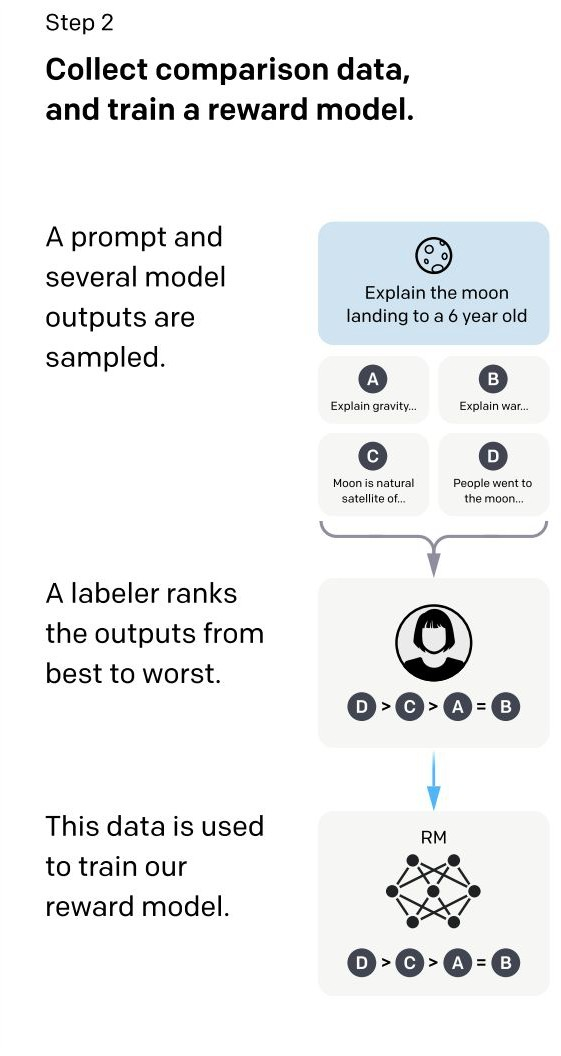 Step 2
Collect comparison data,
and train a reward model.
A prompt and
several model
outputs are
sampled.
Explain the moon
landing to a 6 year old
A
Explain gravity...
B
Explain war...
C
Moon is natural
satellite of...
D
People went to
the moon...
A labeler ranks
the outputs from
best to worst.
D > C > A = B
This data is used
to train our
reward model.
RM
D > C > A = B